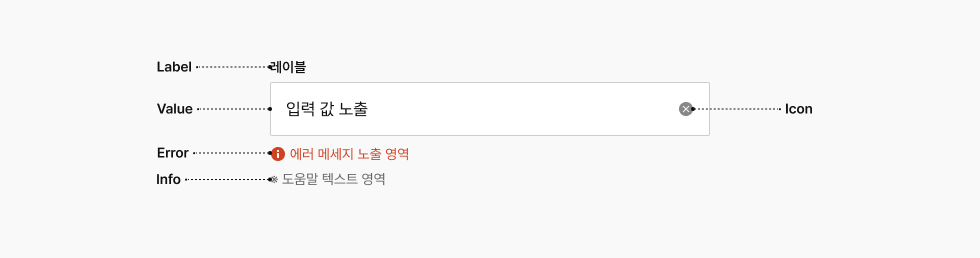 Label 레이블
Value 입력 값 노출 Icon
Error 에러 메세지 노출 영역
Info ※ 도움말 텍스트 영역